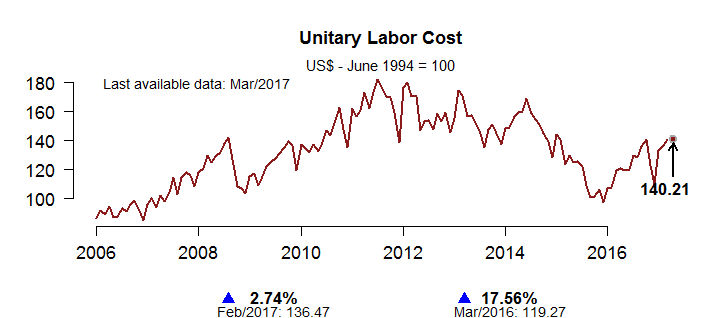 Unitary Labor Cost
US$ - June 1994 = 100
Last available data: Mar/2017
180
160
140
120
100
140.21
2006 2008 2010 2012 2014 2016
2.74% 17.56%
Feb/2017: 136.47 Mar/2016: 119.27